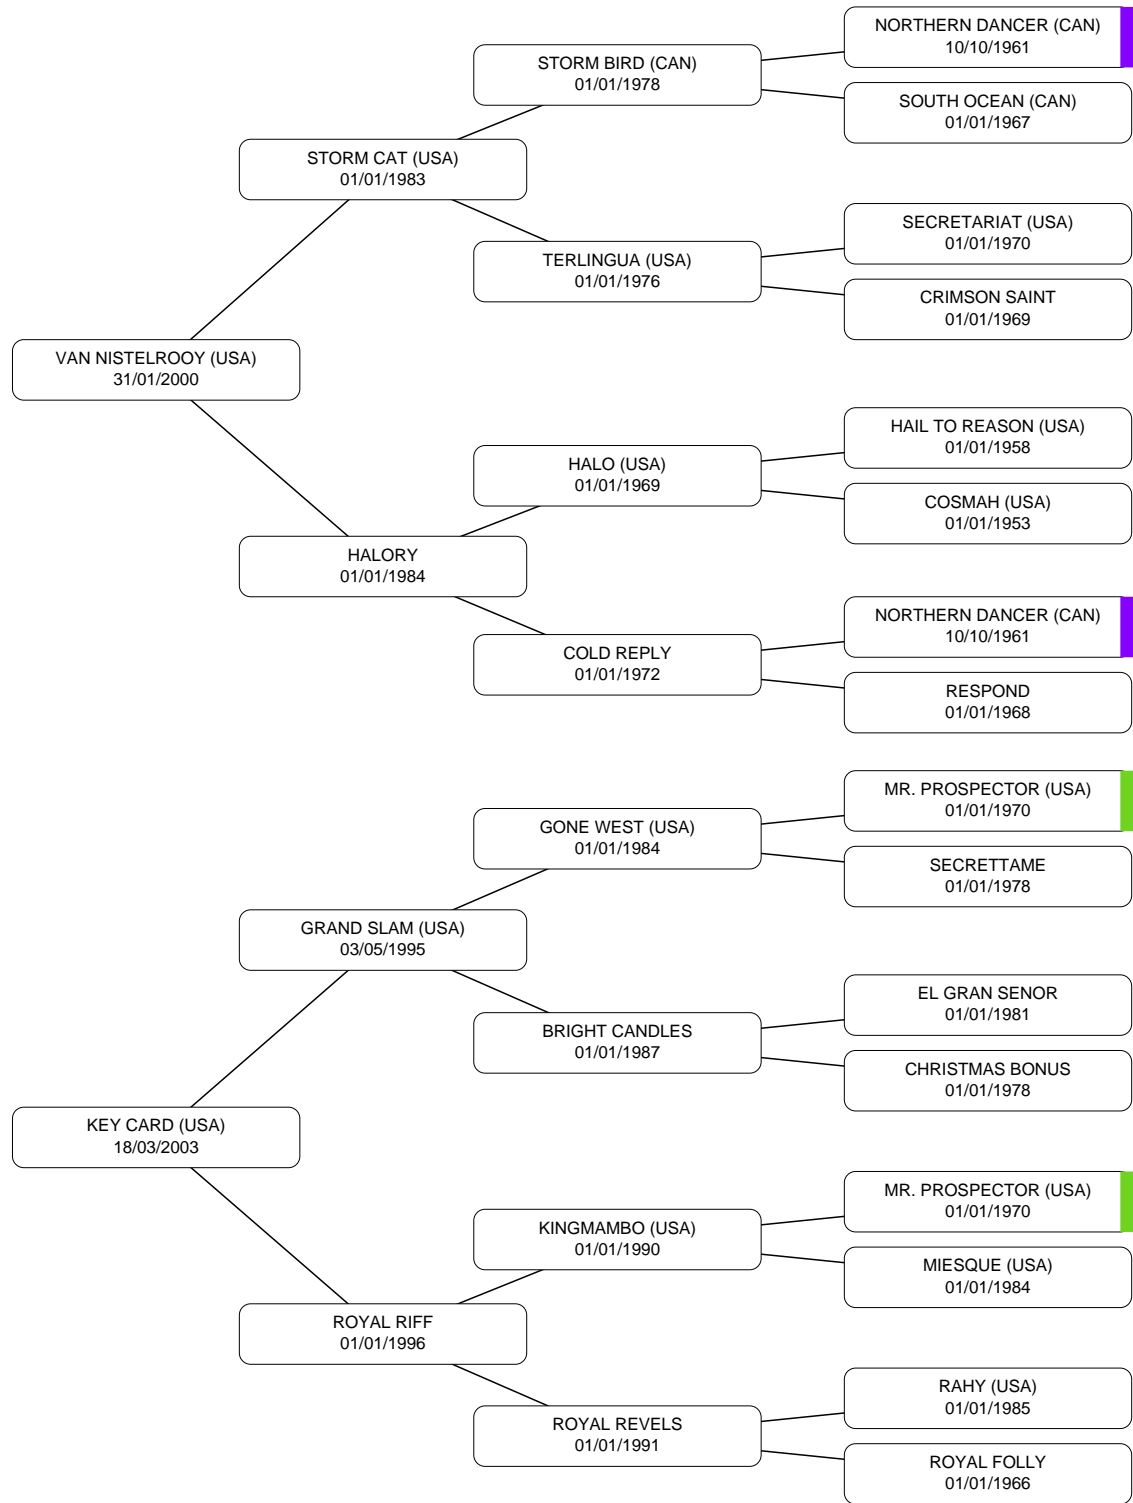 NORTHERN DANCER (CAN)
10/10/1961
STORM BIRD (CAN)
01/01/1978
SOUTH OCEAN (CAN)
01/01/1967
STORM CAT (USA)
01/01/1983
SECRETARIAT (USA)
01/01/1970
TERLINGUA (USA)
01/01/1976
CRIMSON SAINT
01/01/1969
VAN NISTELROOY (USA)
31/01/2000
HAIL TO REASON (USA)
01/01/1958
HALO (USA)
01/01/1969
COSMAH (USA)
01/01/1953
HALORY
01/01/1984
NORTHERN DANCER (CAN)
10/10/1961
COLD REPLY
01/01/1972
RESPOND
01/01/1968
MR. PROSPECTOR (USA)
01/01/1970
GONE WEST (USA)
01/01/1984
SECRETTAME
01/01/1978
GRAND SLAM (USA)
03/05/1995
EL GRAN SENOR
01/01/1981
BRIGHT CANDLES
01/01/1987
CHRISTMAS BONUS
01/01/1978
KEY CARD (USA)
18/03/2003
MR. PROSPECTOR (USA)
01/01/1970
KINGMAMBO (USA)
01/01/1990
MIESQUE (USA)
01/01/1984
ROYAL RIFF
01/01/1996
RAHY (USA)
01/01/1985
ROYAL REVELS
01/01/1991
ROYAL FOLLY
01/01/1966